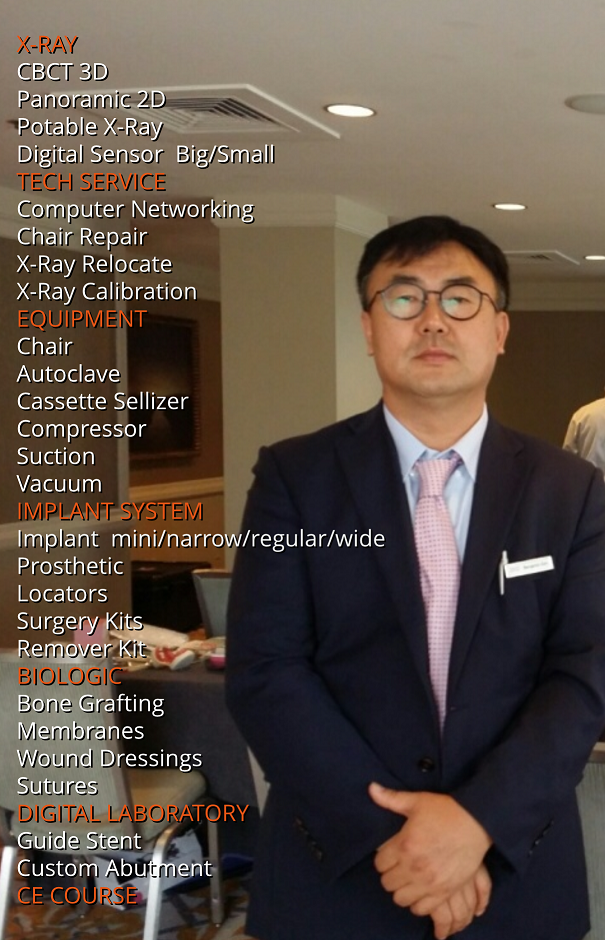 X-RAY
CBCT 3D
Panoramic 2D
Potable X-Ray
Digital Sensor  Big/Small
TECH SERVICE
Computer Networking
Chair Repair
X-Ray Relocate
X-Ray Calibration
EQUIPMENT
Chair
Autoclave
Cassette Sellizer
Compressor
Suction
Vacuum
IMPLANT SYSTEM
Implant  mini/narrow/regular/wide
Prosthetic
Locators
Surgery Kits
Remover Kit
BIOLOGIC
Bone Grafting
Membranes
Wound Dressings
Sutures
DIGITAL LABORATORY
Guide Stent
Custom Abutment
CE COURSE